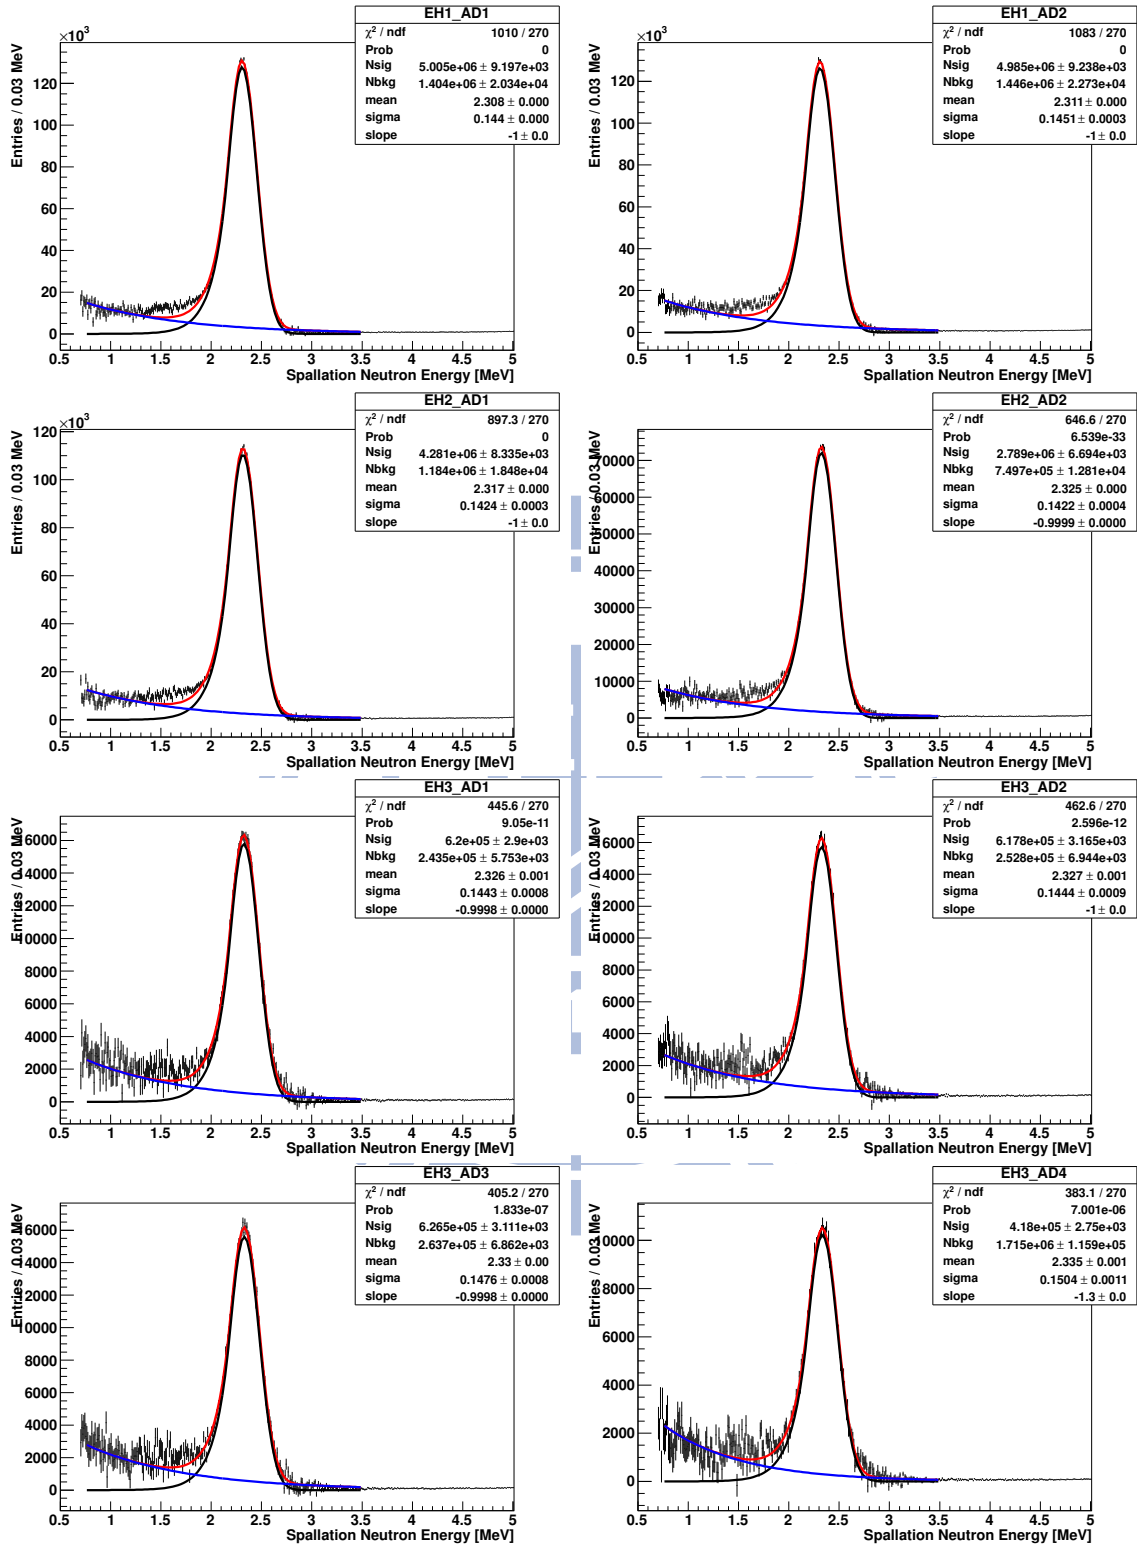 EH1_AD1
χ² / ndf 1010 / 270
Prob 0
Nsig 5.005e+06 ± 9.197e+03
Nbkg 1.404e+06 ± 2.034e+04
mean 2.308 ± 0.000
sigma 0.144 ± 0.000
slope -1 ± 0.0
×10³
Entries / 0.03 MeV
120
100
80
60
40
20
0
0.5 1 1.5 2 2.5 3 3.5 4 4.5 5
Spallation Neutron Energy [MeV]
EH1_AD2
χ² / ndf 1083 / 270
Prob 0
Nsig 4.985e+06 ± 9.238e+03
Nbkg 1.446e+06 ± 2.273e+04
mean 2.311 ± 0.000
sigma 0.1451 ± 0.0003
slope -1 ± 0.0
×10³
Entries / 0.03 MeV
120
100
80
60
40
20
0
0.5 1 1.5 2 2.5 3 3.5 4 4.5 5
Spallation Neutron Energy [MeV]
EH2_AD1
χ² / ndf 897.3 / 270
Prob 0
Nsig 4.281e+06 ± 8.335e+03
Nbkg 1.184e+06 ± 1.848e+04
mean 2.317 ± 0.000
sigma 0.1424 ± 0.0003
slope -1 ± 0.0
×10³
Entries / 0.03 MeV
120
100
80
60
40
20
0
0.5 1 1.5 2 2.5 3 3.5 4 4.5 5
Spallation Neutron Energy [MeV]
EH2_AD2
χ² / ndf 646.6 / 270
Prob 6.539e-33
Nsig 2.789e+06 ± 6.694e+03
Nbkg 7.497e+05 ± 1.281e+04
mean 2.325 ± 0.000
sigma 0.1422 ± 0.0004
slope -0.9999 ± 0.0000
Entries / 0.03 MeV
70000
60000
50000
40000
30000
20000
10000
0
0.5 1 1.5 2 2.5 3 3.5 4 4.5 5
Spallation Neutron Energy [MeV]
EH3_AD1
χ² / ndf 445.6 / 270
Prob 9.05e-11
Nsig 6.2e+05 ± 2.9e+03
Nbkg 2.435e+05 ± 5.753e+03
mean 2.326 ± 0.001
sigma 0.1443 ± 0.0008
slope -0.9998 ± 0.0000
Entries / 0.03 MeV
16000
14000
12000
10000
8000
6000
4000
2000
0
0.5 1 1.5 2 2.5 3 3.5 4 4.5 5
Spallation Neutron Energy [MeV]
EH3_AD2
χ² / ndf 462.6 / 270
Prob 2.596e-12
Nsig 6.178e+05 ± 3.165e+03
Nbkg 2.528e+05 ± 6.944e+03
mean 2.327 ± 0.001
sigma 0.1444 ± 0.0009
slope -1 ± 0.0
Entries / 0.03 MeV
16000
14000
12000
10000
8000
6000
4000
2000
0
0.5 1 1.5 2 2.5 3 3.5 4 4.5 5
Spallation Neutron Energy [MeV]
EH3_AD3
χ² / ndf 405.2 / 270
Prob 1.833e-07
Nsig 6.265e+05 ± 3.111e+03
Nbkg 2.637e+05 ± 6.862e+03
mean 2.33 ± 0.00
sigma 0.1476 ± 0.0008
slope -0.9998 ± 0.0000
Entries / 0.03 MeV
16000
14000
12000
10000
8000
6000
4000
2000
0
0.5 1 1.5 2 2.5 3 3.5 4 4.5 5
Spallation Neutron Energy [MeV]
EH3_AD4
χ² / ndf 383.1 / 270
Prob 7.001e-06
Nsig 4.18e+05 ± 2.75e+03
Nbkg 1.715e+06 ± 1.159e+05
mean 2.335 ± 0.001
sigma 0.1504 ± 0.0011
slope -1.3 ± 0.0
Entries / 0.03 MeV
10000
8000
6000
4000
2000
0
0.5 1 1.5 2 2.5 3 3.5 4 4.5 5
Spallation Neutron Energy [MeV]